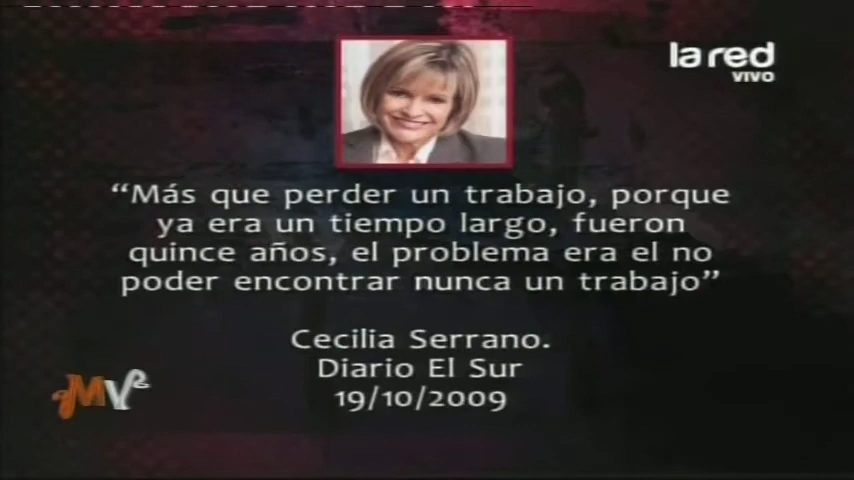 la red
VIVO
“Más que perder un trabajo, porque
ya era un tiempo largo, fueron
quince años, el problema era el no
poder encontrar nunca un trabajo”
Cecilia Serrano.
Diario El Sur
19/10/2009
MV2